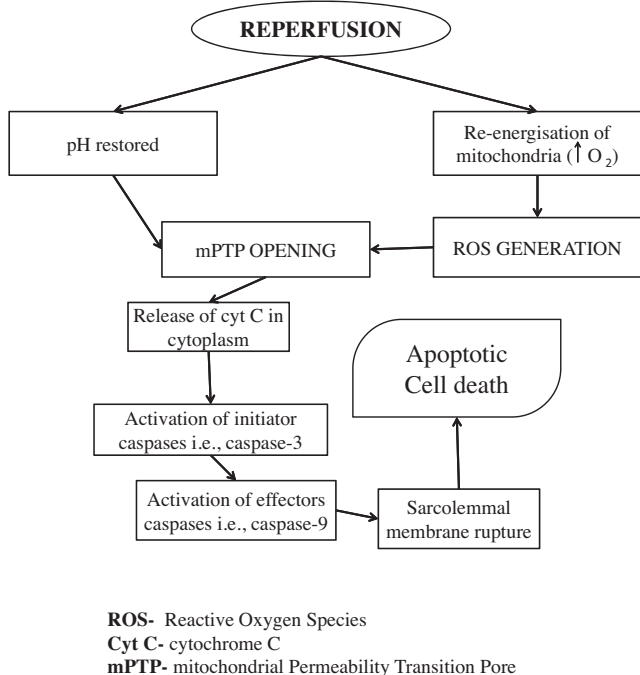 REPERFUSION
pH restored
Re-energisation of
mitochondria (↑ O₂)
mPTP OPENING
ROS GENERATION
Release of cyt C in
cytoplasm
Apoptotic
Cell death
Activation of initiator
caspases i.e., caspase-3
Activation of effectors
caspases i.e., caspase-9
Sarcolemmal
membrane rupture
ROS- Reactive Oxygen Species
Cyt C- cytochrome C
mPTP- mitochondrial Permeability Transition Pore